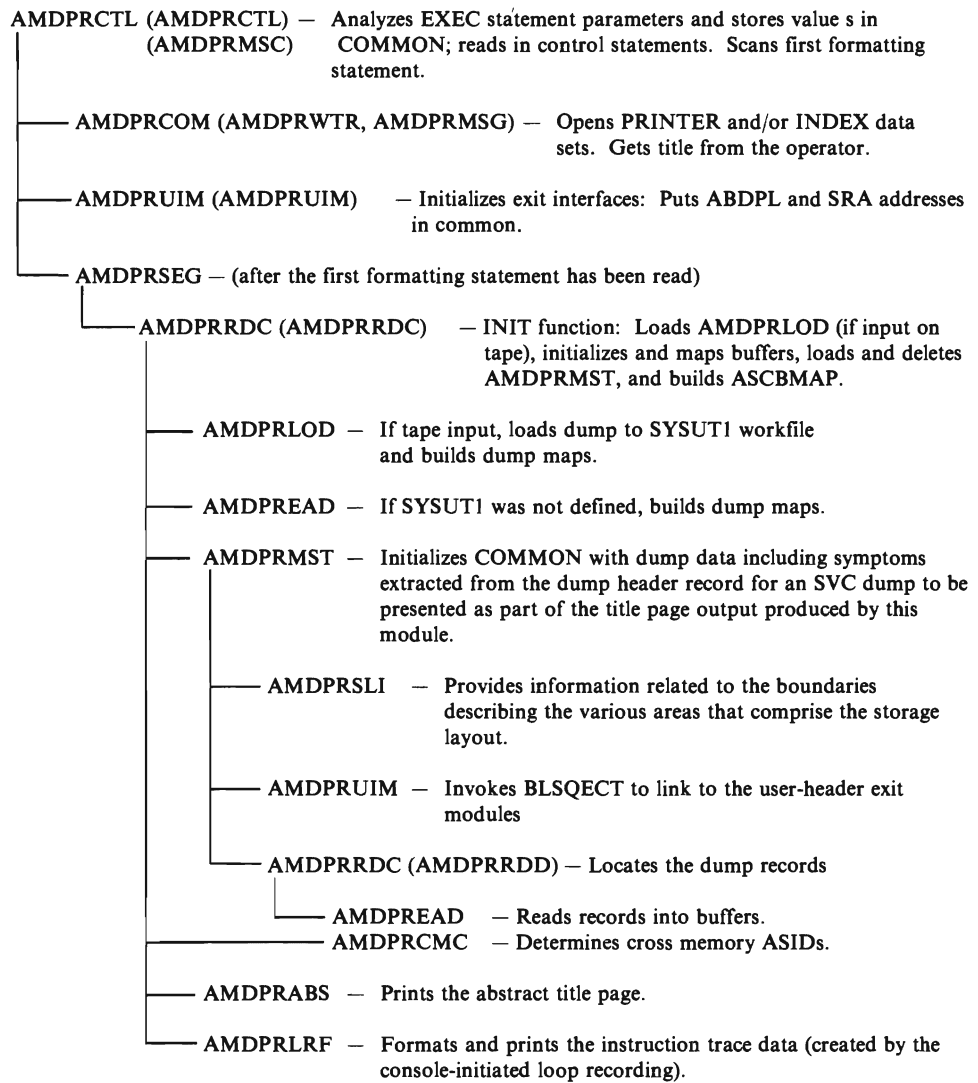 AMDPRCTL (AMDPRCTL) — Analyzes EXEC statement parameters and stores value s in
(AMDPRMSC) COMMON; reads in control statements. Scans first formatting
statement.
AMDPRCOM (AMDPRWTR, AMDPRMSG) — Opens PRINTER and/or INDEX data
sets. Gets title from the operator.
AMDPRUIM (AMDPRUIM) — Initializes exit interfaces: Puts ABDPL and SRA addresses
in common.
AMDPRSEG — (after the first formatting statement has been read)
AMDPRRDC (AMDPRRDC) — INIT function: Loads AMDPRLOD (if input on
tape), initializes and maps buffers, loads and deletes
AMDPRMST, and builds ASCBMAP.
AMDPRLOD — If tape input, loads dump to SYSUT1 workfile
and builds dump maps.
AMDPREAD — If SYSUT1 was not defined, builds dump maps.
AMDPRMST — Initializes COMMON with dump data including symptoms
extracted from the dump header record for an SVC dump to be
presented as part of the title page output produced by this
module.
AMDPRSLI — Provides information related to the boundaries
describing the various areas that comprise the storage
layout.
AMDPRUIM — Invokes BLSQECT to link to the user-header exit
modules
AMDPRRDC (AMDPRRDD) — Locates the dump records
AMDPREAD — Reads records into buffers.
AMDPRCMC — Determines cross memory ASIDs.
AMDPRABS — Prints the abstract title page.
AMDPRLRF — Formats and prints the instruction trace data (created by the
console-initiated loop recording).